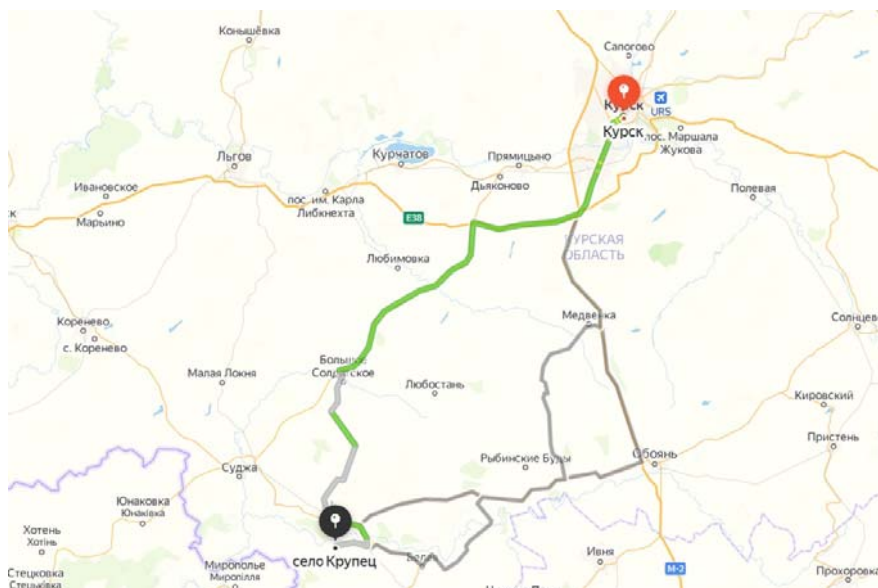 Конышёвка
Сапогово
Курск
URS
Курск
пос. Маршала
Жукова
Льгов
Курчатов
Прямицыно
Дьяконово
Полевая
Ивановское
Марьино
пос. им. Карла
Либкнехта
E38
КУРСКАЯ
ОБЛАСТЬ
Любимовка
Медвенка
Солнцево
Коренево
с. Коренево
Большое
Солдатское
Малая Локня
Любостань
Кировский
Пристень
Рыбинские Буды
Обоянь
Суджа
Юнаковка
Юнаківка
Хотень
Хотінь
село Крупец
Белая
Ивня
Мирополье
Миропілля
Стецковка
Стецьківка
М-2
Прохоровка